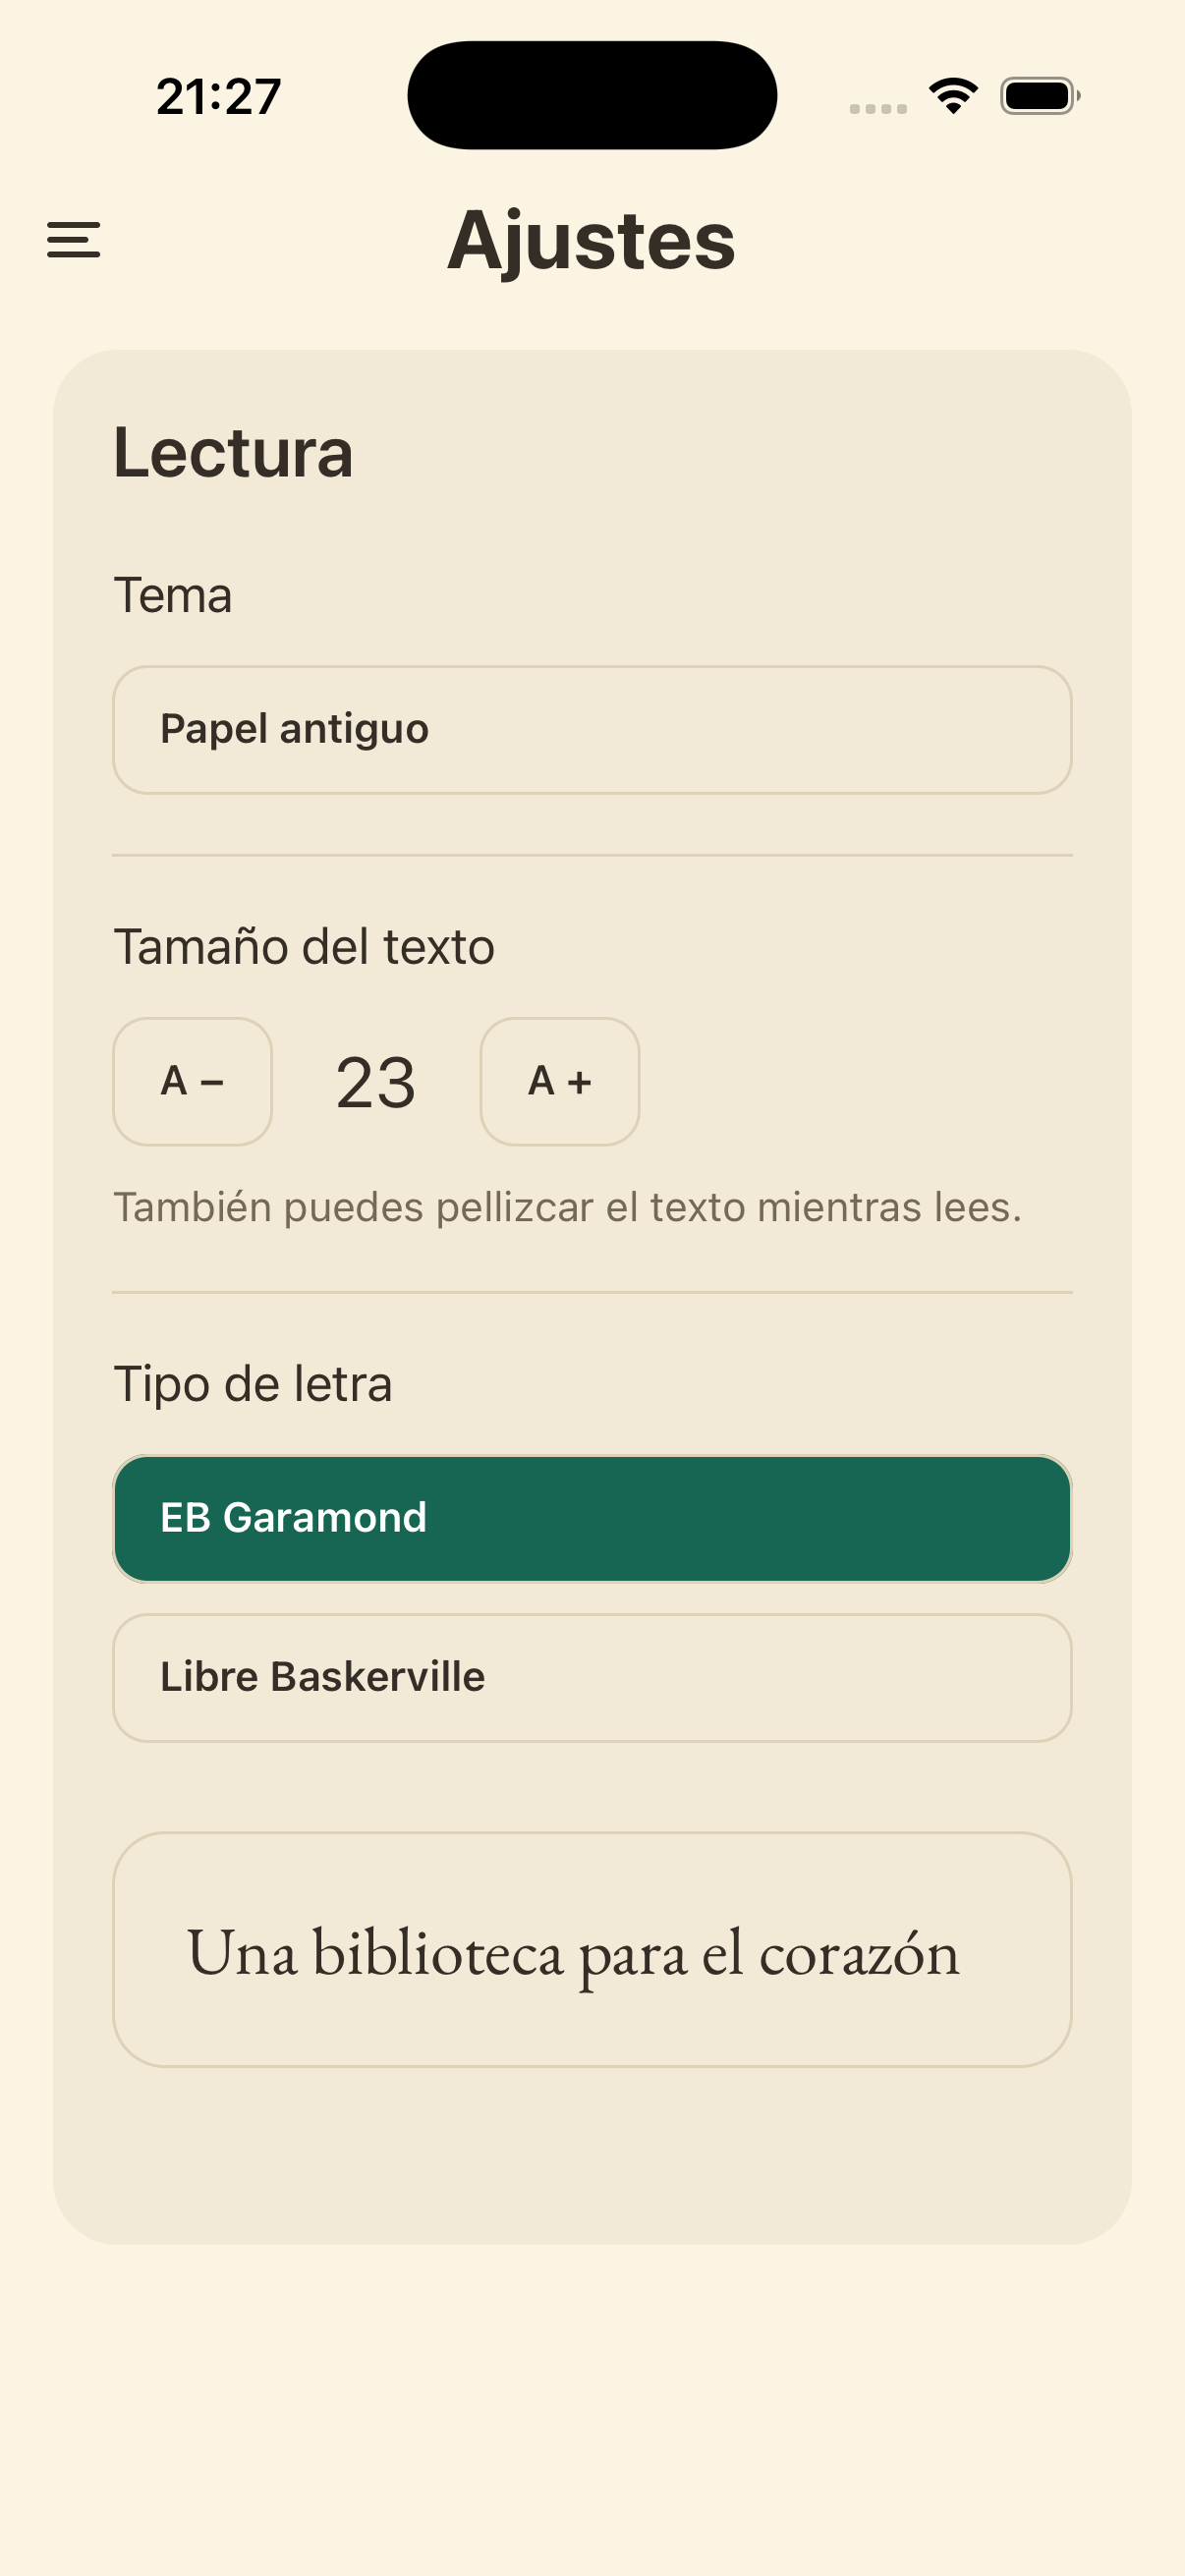 21:27
Ajustes
Lectura
Tema
Papel antiguo
Tamaño del texto
A –
23
A +
También puedes pellizcar el texto mientras lees.
Tipo de letra
EB Garamond
Libre Baskerville
Una biblioteca para el corazón